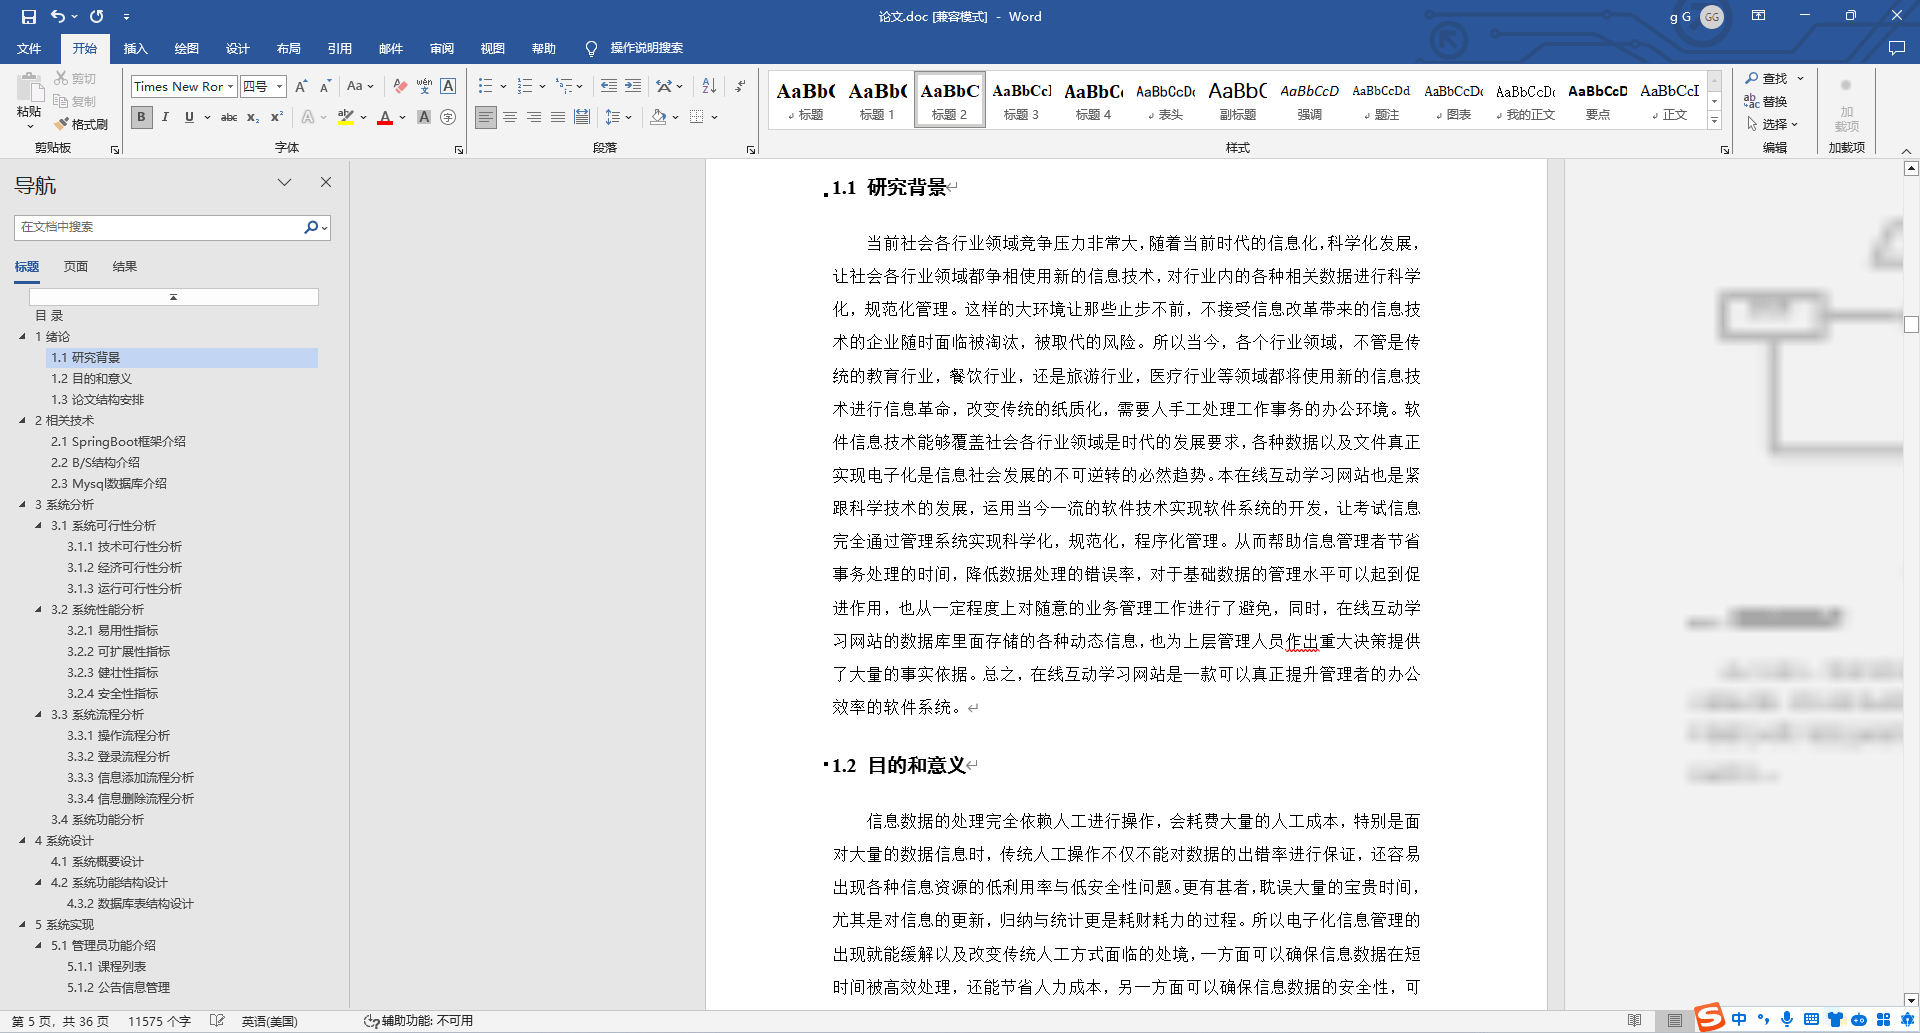 论文.doc [兼容模式] - Word
g G GG
文件 开始 插入 绘图 设计 布局 引用 邮件 审阅 视图 帮助 操作说明搜索
粘贴 剪切 复制 格式刷
剪贴板
Times New Ror 四号 Aa
B I U abc x₂ x² A
字体
段落
AaBb( AaBb( AaBbC AaBbCcl AaBbCc AaBbCcDc AaBbC AaBbCcD AaBbCcDd AaBbCcDc AaBbCcDc AaBbCcD AaBbCcI
标题 标题 1 标题 2 标题 3 标题 4 表头 副标题 强调 题注 图表 我的正文 要点 正文
样式
查找
替换
选择
编辑
加载项
加载项
导航
在文档中搜索
标题 页面 结果
目 录
1 绪论
1.1 研究背景
1.2 目的和意义
1.3 论文结构安排
2 相关技术
2.1 SpringBoot框架介绍
2.2 B/S结构介绍
2.3 Mysql数据库介绍
3 系统分析
3.1 系统可行性分析
3.1.1 技术可行性分析
3.1.2 经济可行性分析
3.1.3 运行可行性分析
3.2 系统性能分析
3.2.1 易用性指标
3.2.2 可扩展性指标
3.2.3 健壮性指标
3.2.4 安全性指标
3.3 系统流程分析
3.3.1 操作流程分析
3.3.2 登录流程分析
3.3.3 信息添加流程分析
3.3.4 信息删除流程分析
3.4 系统功能分析
4 系统设计
4.1 系统概要设计
4.2 系统功能结构设计
4.3.2 数据库表结构设计
5 系统实现
5.1 管理员功能介绍
5.1.1 课程列表
5.1.2 公告信息管理
1.1 研究背景
当前社会各行业领域竞争压力非常大，随着当前时代的信息化，科学化发展，
让社会各行业领域都争相使用新的信息技术，对行业内的各种相关数据进行科学
化，规范化管理。这样的大环境让那些止步不前，不接受信息改革带来的信息技
术的企业随时面临被淘汰，被取代的风险。所以当今，各个行业领域，不管是传
统的教育行业，餐饮行业，还是旅游行业，医疗行业等领域都将使用新的信息技
术进行信息革命，改变传统的纸质化，需要人手工处理工作事务的办公环境。软
件信息技术能够覆盖社会各行业领域是时代的发展要求，各种数据以及文件真正
实现电子化是信息社会发展的不可逆转的必然趋势。本在线互动学习网站也是紧
跟科学技术的发展，运用当今一流的软件技术实现软件系统的开发，让考试信息
完全通过管理系统实现科学化，规范化，程序化管理。从而帮助信息管理者节省
事务处理的时间，降低数据处理的错误率，对于基础数据的管理水平可以起到促
进作用，也从一定程度上对随意的业务管理工作进行了避免，同时，在线互动学
习网站的数据库里面存储的各种动态信息，也为上层管理人员作出重大决策提供
了大量的事实依据。总之，在线互动学习网站是一款可以真正提升管理者的办公
效率的软件系统。
1.2 目的和意义
信息数据的处理完全依赖人工进行操作，会耗费大量的人工成本，特别是面
对大量的数据信息时，传统人工操作不仅不能对数据的出错率进行保证，还容易
出现各种信息资源的低利用率与低安全性问题。更有甚者，耽误大量的宝贵时间，
尤其是对信息的更新，归纳与统计更是耗财耗力的过程。所以电子化信息管理的
出现就能缓解以及改变传统人工方式面临的处境，一方面可以确保信息数据在短
时间被高效处理，还能节省人力成本，另一方面可以确保信息数据的安全性，可
第 5 页，共 36 页 11575 个字 英语(美国) 辅助功能: 不可用
中